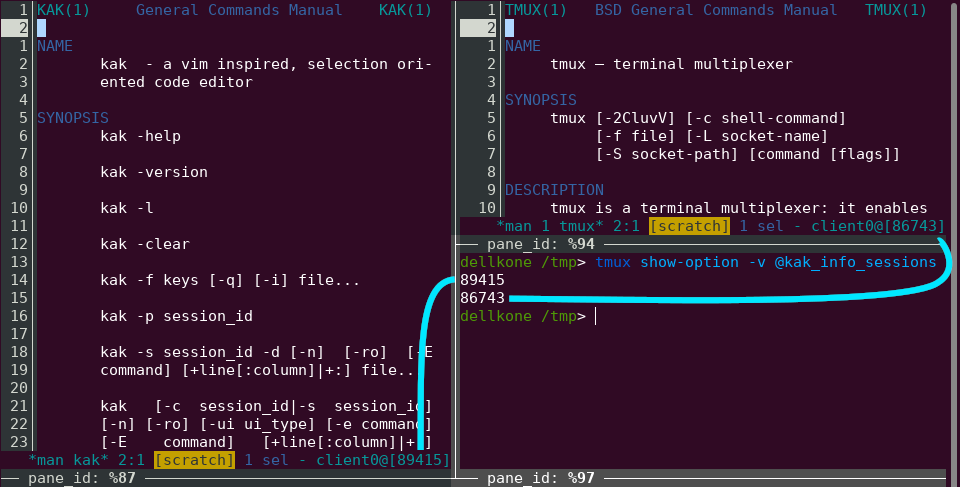 1 KAK(1) General Commands Manual KAK(1)
2
1 NAME
2 kak - a vim inspired, selection ori-
3 ented code editor
4
5 SYNOPSIS
6 kak -help
7
8 kak -version
9
10 kak -l
11
12 kak -clear
13
14 kak -f keys [-q] [-i] file...
15
16 kak -p session_id
17
18 kak -s session_id -d [-n] [-ro] [-E
19 command] [+line[:column]|+:] file..
20
21 kak [-c session_id|-s session_id]
22 [-n] [-ro] [-ui ui_type] [-e command]
23 [-E command] [+line[:column]|+:]
*man kak* 2:1 [scratch] 1 sel - client0@[89415]
pane_id: %87
1 TMUX(1) BSD General Commands Manual TMUX(1)
2
1 NAME
2 tmux — terminal multiplexer
3
4 SYNOPSIS
5 tmux [-2CluvV] [-c shell-command]
6 [-f file] [-L socket-name]
7 [-S socket-path] [command [flags]]
8
9 DESCRIPTION
10 tmux is a terminal multiplexer: it enables
*man 1 tmux* 2:1 [scratch] 1 sel - client0@[86743]
pane_id: %94
dellkone /tmp> tmux show-option -v @kak_info_sessions
89415
86743
dellkone /tmp>
pane_id: %97